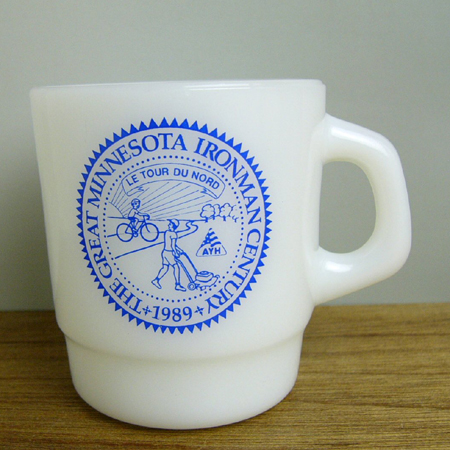 THE GREAT MINNESOTA IRONMAN CENTURY
LE TOUR DU NORD
AYH
+1989+